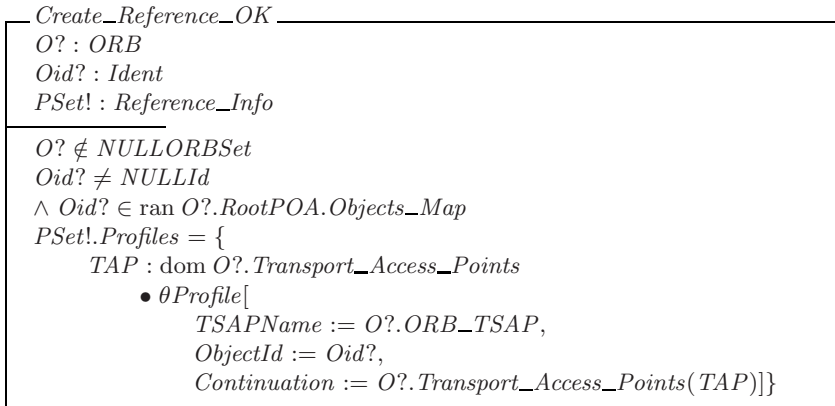 Create_Reference_OK
O? : ORB
Oid? : Ident
PSet! : Reference_Info
O? ∉ NULLORBSet
Oid? ≠ NULLId
∧ Oid? ∈ ran O?.RootPOA.Objects_Map
PSet!.Profiles = {
TAP : dom O?.Transport_Access_Points
• θProfile[
TSAPName := O?.ORB_TSAP,
ObjectId := Oid?,
Continuation := O?.Transport_Access_Points(TAP)]}